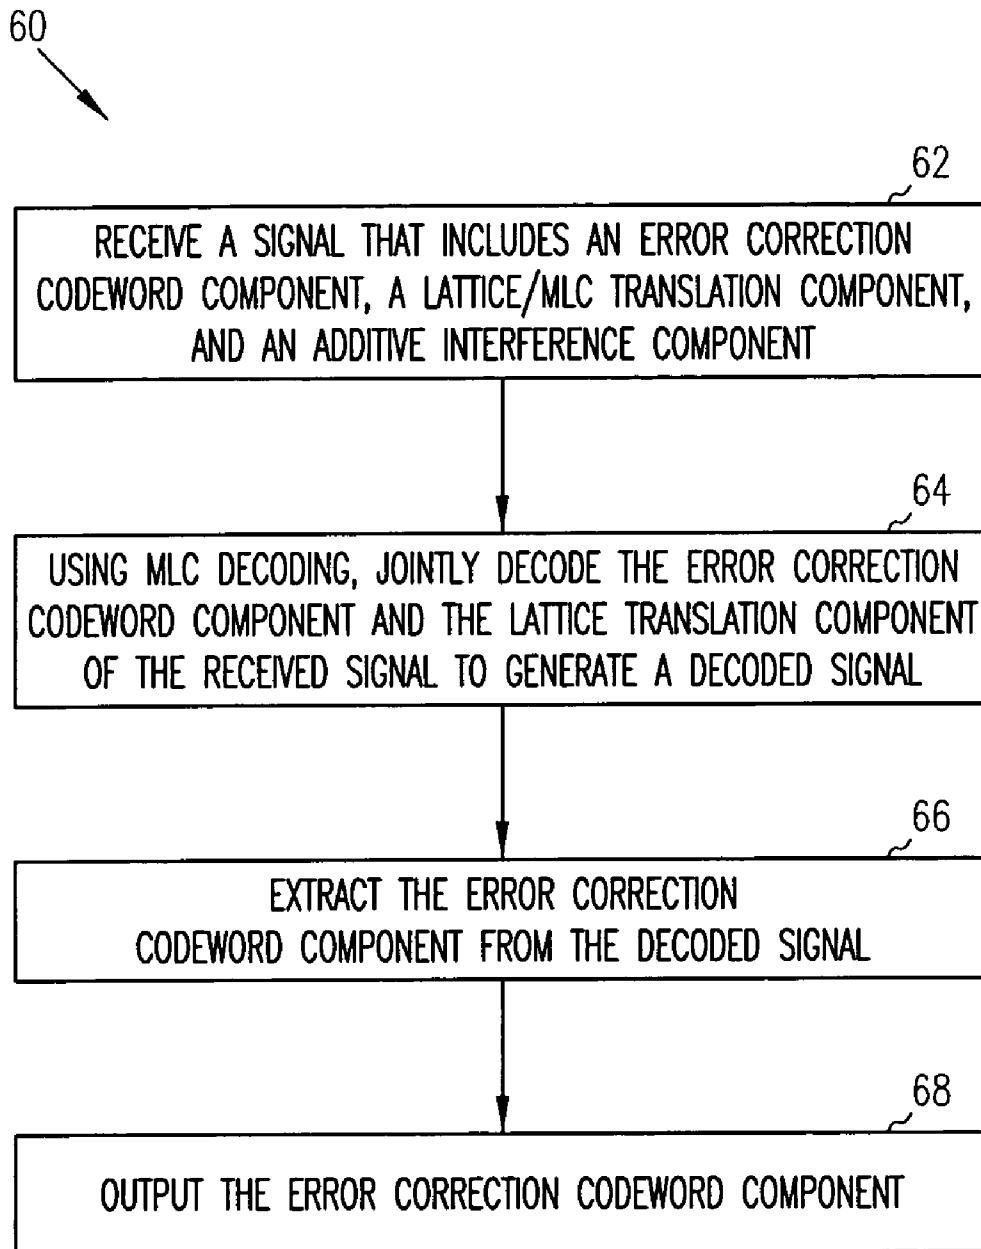 60
62
RECEIVE A SIGNAL THAT INCLUDES AN ERROR CORRECTION
CODEWORD COMPONENT, A LATTICE/MLC TRANSLATION COMPONENT,
AND AN ADDITIVE INTERFERENCE COMPONENT
64
USING MLC DECODING, JOINTLY DECODE THE ERROR CORRECTION
CODEWORD COMPONENT AND THE LATTICE TRANSLATION COMPONENT
OF THE RECEIVED SIGNAL TO GENERATE A DECODED SIGNAL
66
EXTRACT THE ERROR CORRECTION
CODEWORD COMPONENT FROM THE DECODED SIGNAL
68
OUTPUT THE ERROR CORRECTION CODEWORD COMPONENT